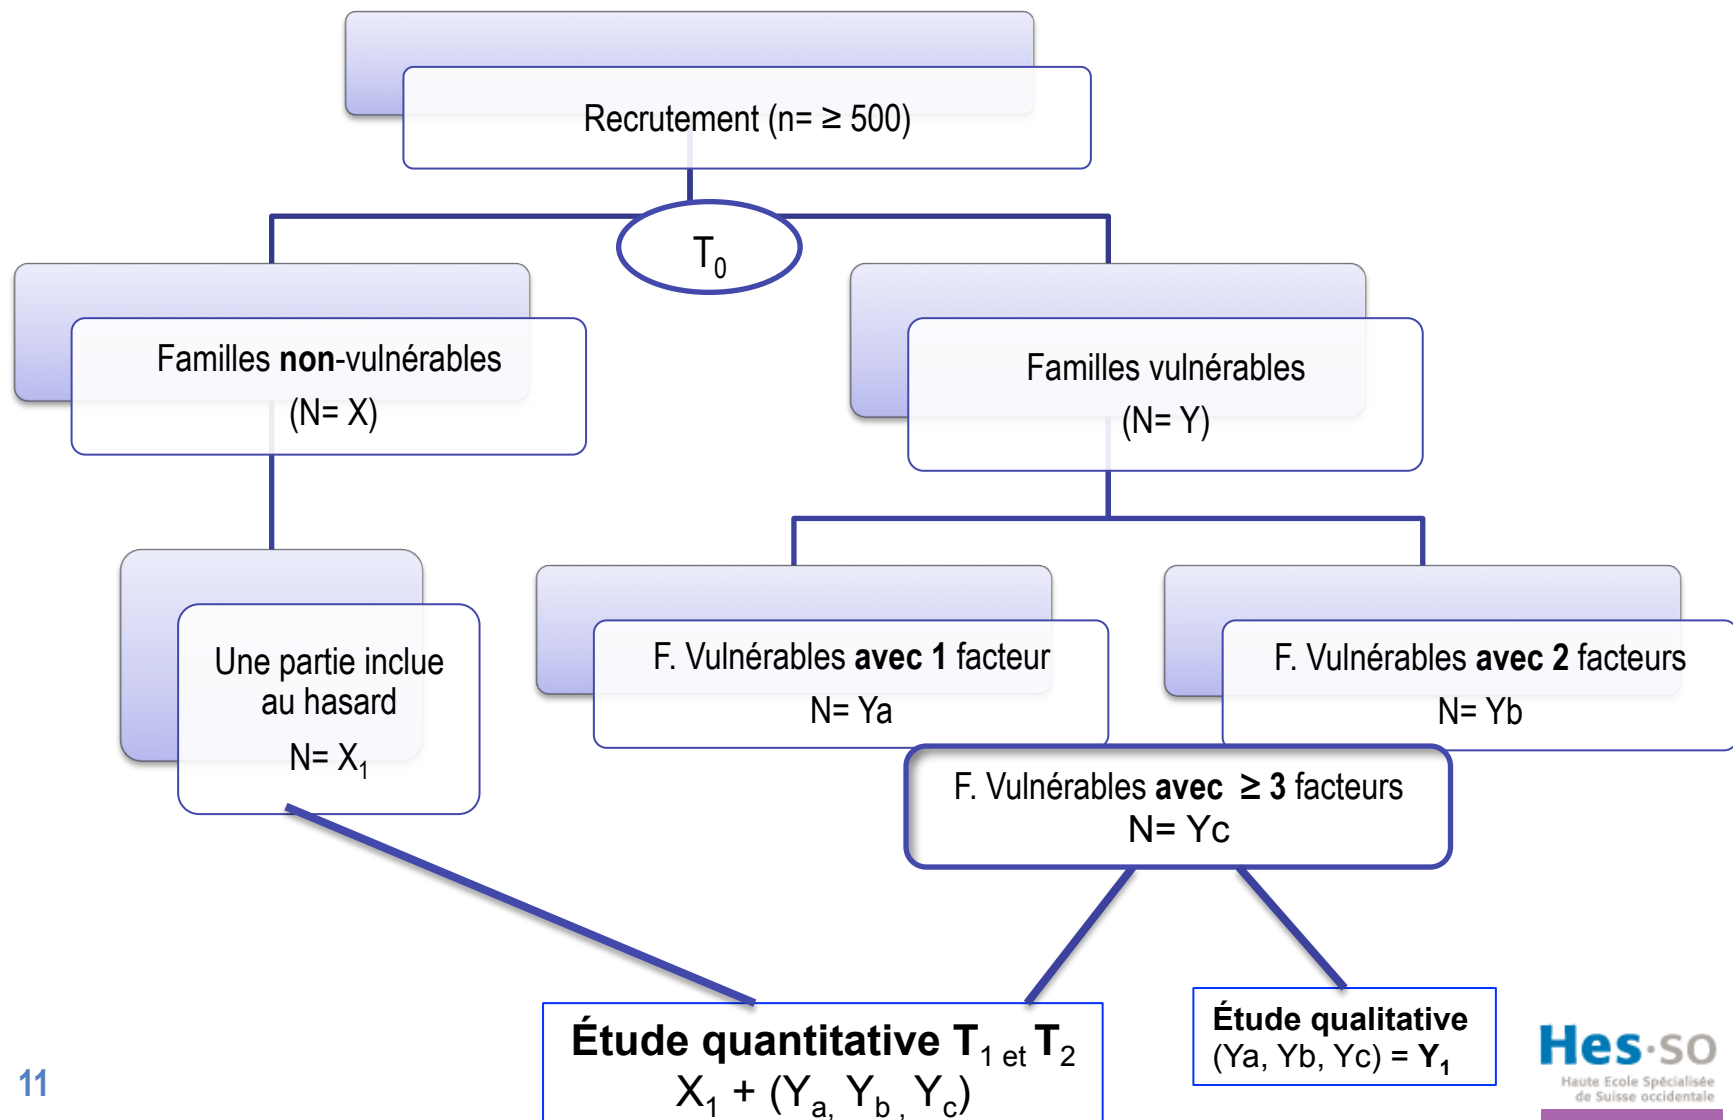 Recrutement (n= ≥ 500)
T₀
Familles non-vulnérables
(N= X)
Familles vulnérables
(N= Y)
Une partie inclue
au hasard
N= X₁
F. Vulnérables avec 1 facteur
N= Ya
F. Vulnérables avec 2 facteurs
N= Yb
F. Vulnérables avec ≥ 3 facteurs
N= Yc
Étude quantitative T₁ et T₂
X₁ + (Yₐ, Y_b , Y_c)
Étude qualitative
(Ya, Yb, Yc) = Y₁
11
Hes·so
Haute Ecole Spécialisée
de Suisse occidentale